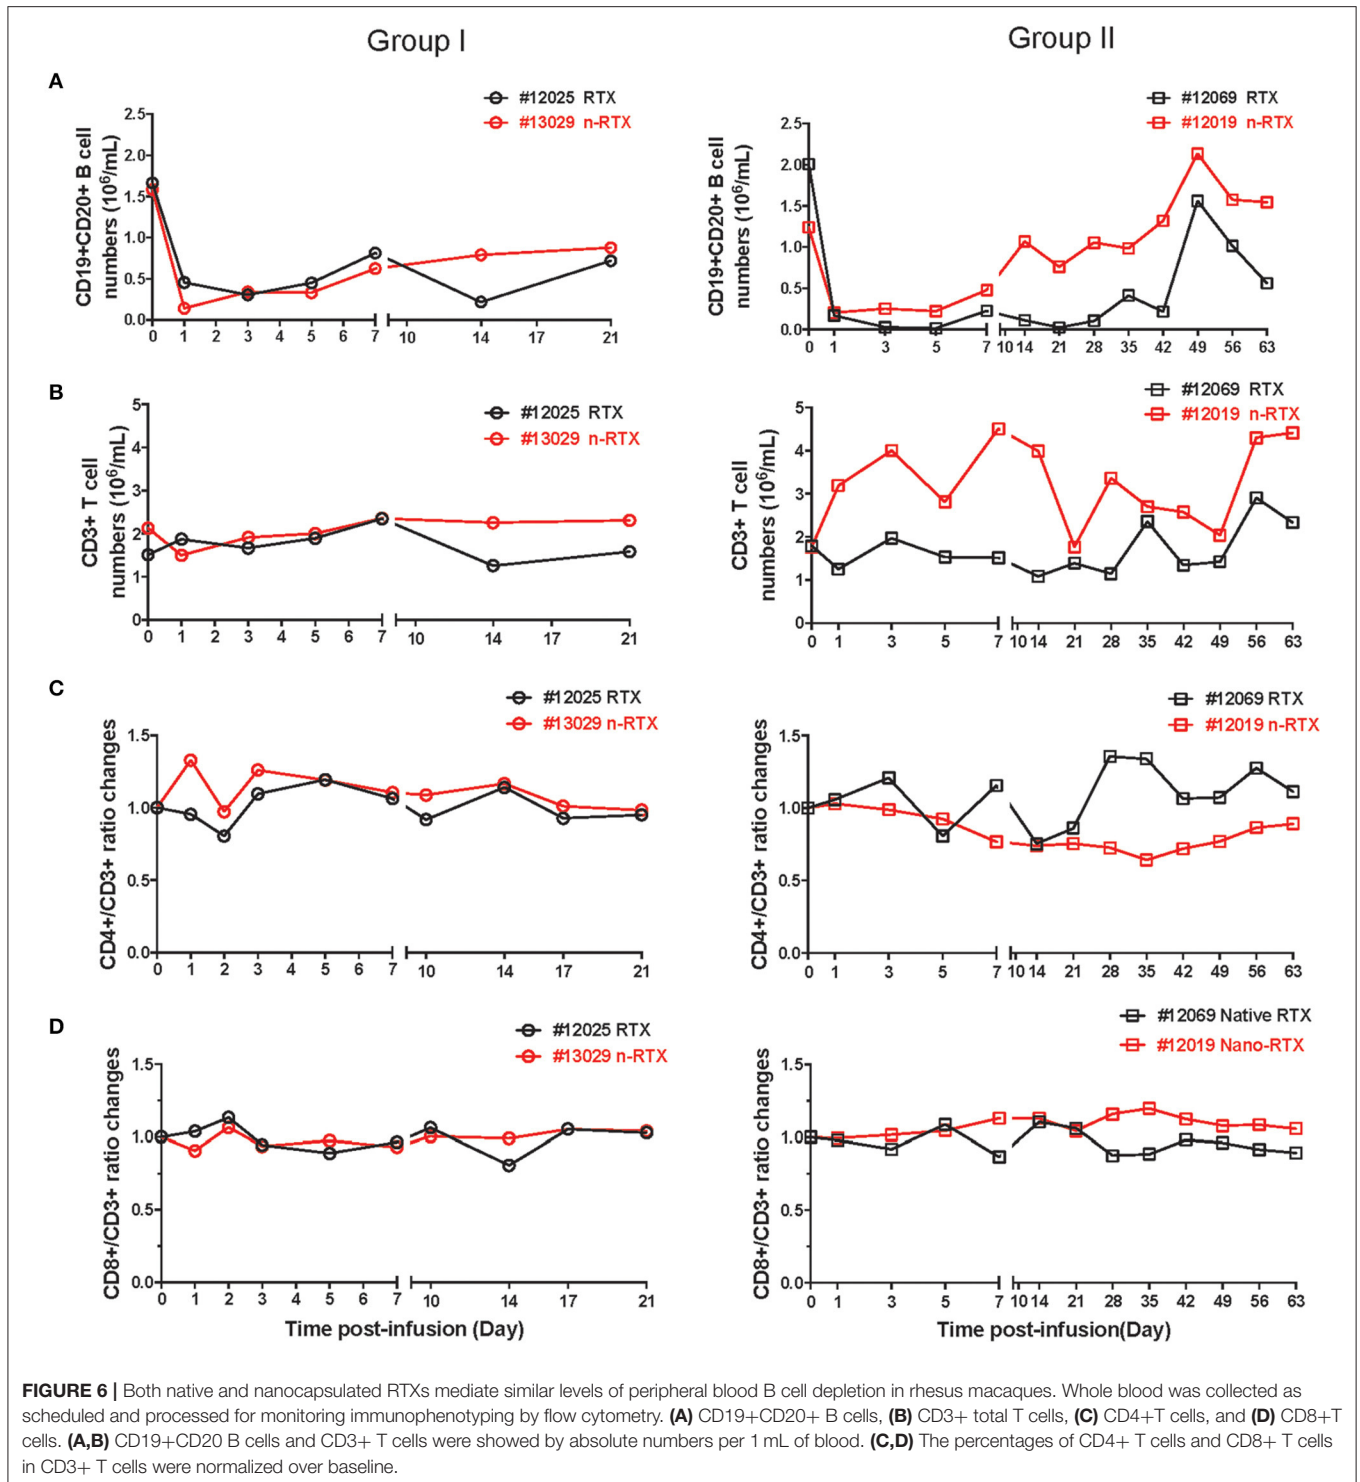 Group I
Group II
A
#12025 RTX
#13029 n-RTX
CD19+CD20+ B cell
numbers (10⁶/mL)
2.5
2.0
1.5
1.0
0.5
0.0
0 1 2 3 4 5 6 7 10 14 17 21
#12069 RTX
#12019 n-RTX
CD19+CD20+ B cell
numbers (10⁶/mL)
2.5
2.0
1.5
1.0
0.5
0.0
0 1 3 5 7 10 14 21 28 35 42 49 56 63
B
#12025 RTX
#13029 n-RTX
CD3+ T cell
numbers (10⁶/mL)
5
4
3
2
1
0
0 1 2 3 4 5 6 7 10 14 17 21
#12069 RTX
#12019 n-RTX
CD3+ T cell
numbers (10⁶/mL)
5
4
3
2
1
0
0 1 3 5 7 10 14 21 28 35 42 49 56 63
C
#12025 RTX
#13029 n-RTX
CD4+/CD3+ ratio changes
1.5
1.0
0.5
0.0
0 1 2 3 4 5 6 7 10 14 17 21
#12069 RTX
#12019 n-RTX
CD4+/CD3+ ratio changes
1.5
1.0
0.5
0.0
0 1 3 5 7 10 14 21 28 35 42 49 56 63
D
#12025 RTX
#13029 n-RTX
CD8+/CD3+ ratio changes
1.5
1.0
0.5
0.0
0 1 2 3 4 5 6 7 10 14 17 21
Time post-infusion (Day)
#12069 Native RTX
#12019 Nano-RTX
CD8+/CD3+ ratio changes
1.5
1.0
0.5
0.0
0 1 3 5 7 10 14 21 28 35 42 49 56 63
Time post-infusion(Day)
FIGURE 6 | Both native and nanocapsulated RTXs mediate similar levels of peripheral blood B cell depletion in rhesus macaques. Whole blood was collected as
scheduled and processed for monitoring immunophenotyping by flow cytometry. (A) CD19+CD20+ B cells, (B) CD3+ total T cells, (C) CD4+T cells, and (D) CD8+T
cells. (A,B) CD19+CD20 B cells and CD3+ T cells were showed by absolute numbers per 1 mL of blood. (C,D) The percentages of CD4+ T cells and CD8+ T cells
in CD3+ T cells were normalized over baseline.